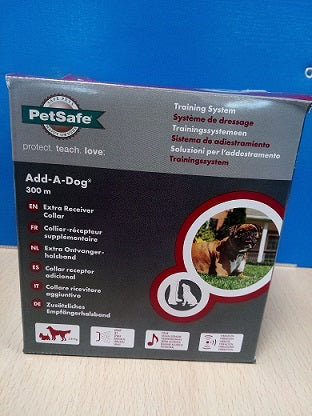 PetSafe®
protect. teach. love.
Training System
Système de dressage
Trainingssystemen
Sistema de adiestramiento
Soluzioni per l'addestramento
Trainingssystem
Add-A-Dog®
300 m
EN Extra Receiver
Collar
FR Collier-récepteur
supplémentaire
NL Extra Ontvanger-
halsband
ES Collar receptor
adicional
IT Collare ricevitore
aggiuntivo
DE Zusätzliches
Empfängerhalsband